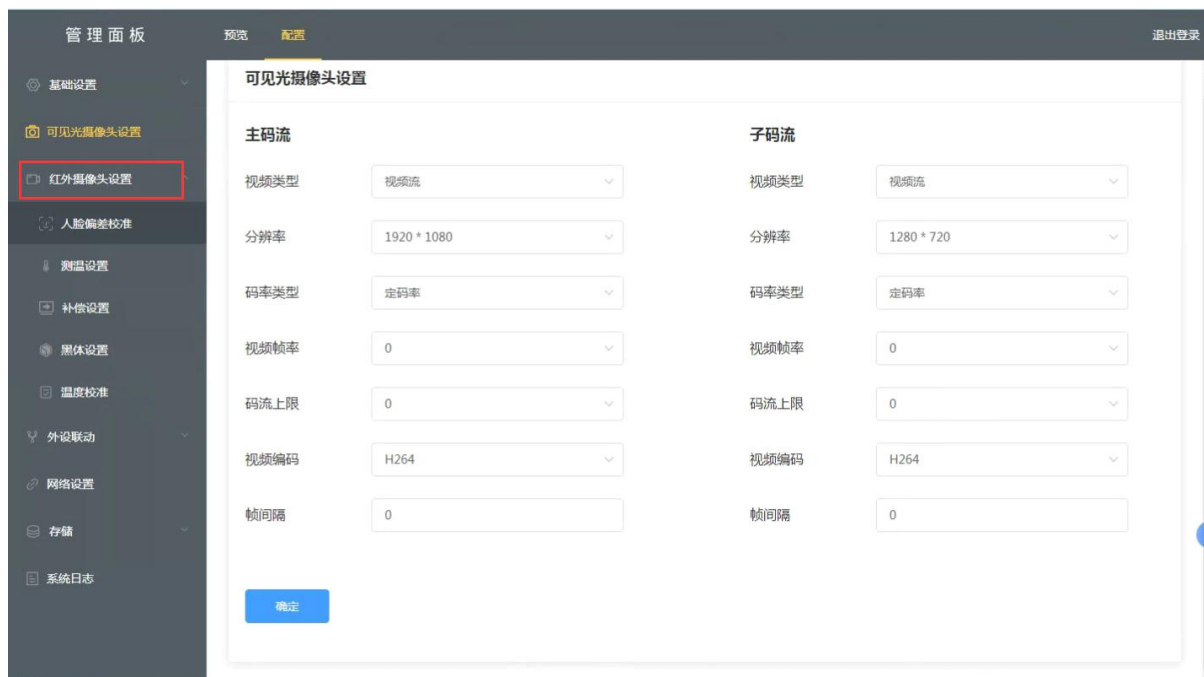 管理面板 预览 配置 退出登录
基础设置
可见光摄像头设置
红外摄像头设置
人脸偏差校准
测温设置
补偿设置
黑体设置
温度校准
外设联动
网络设置
存储
系统日志
可见光摄像头设置
主码流 子码流
视频类型 视频流 视频类型 视频流
分辨率 1920 * 1080 分辨率 1280 * 720
码率类型 定码率 码率类型 定码率
视频帧率 0 视频帧率 0
码流上限 0 码流上限 0
视频编码 H264 视频编码 H264
帧间隔 0 帧间隔 0
确定